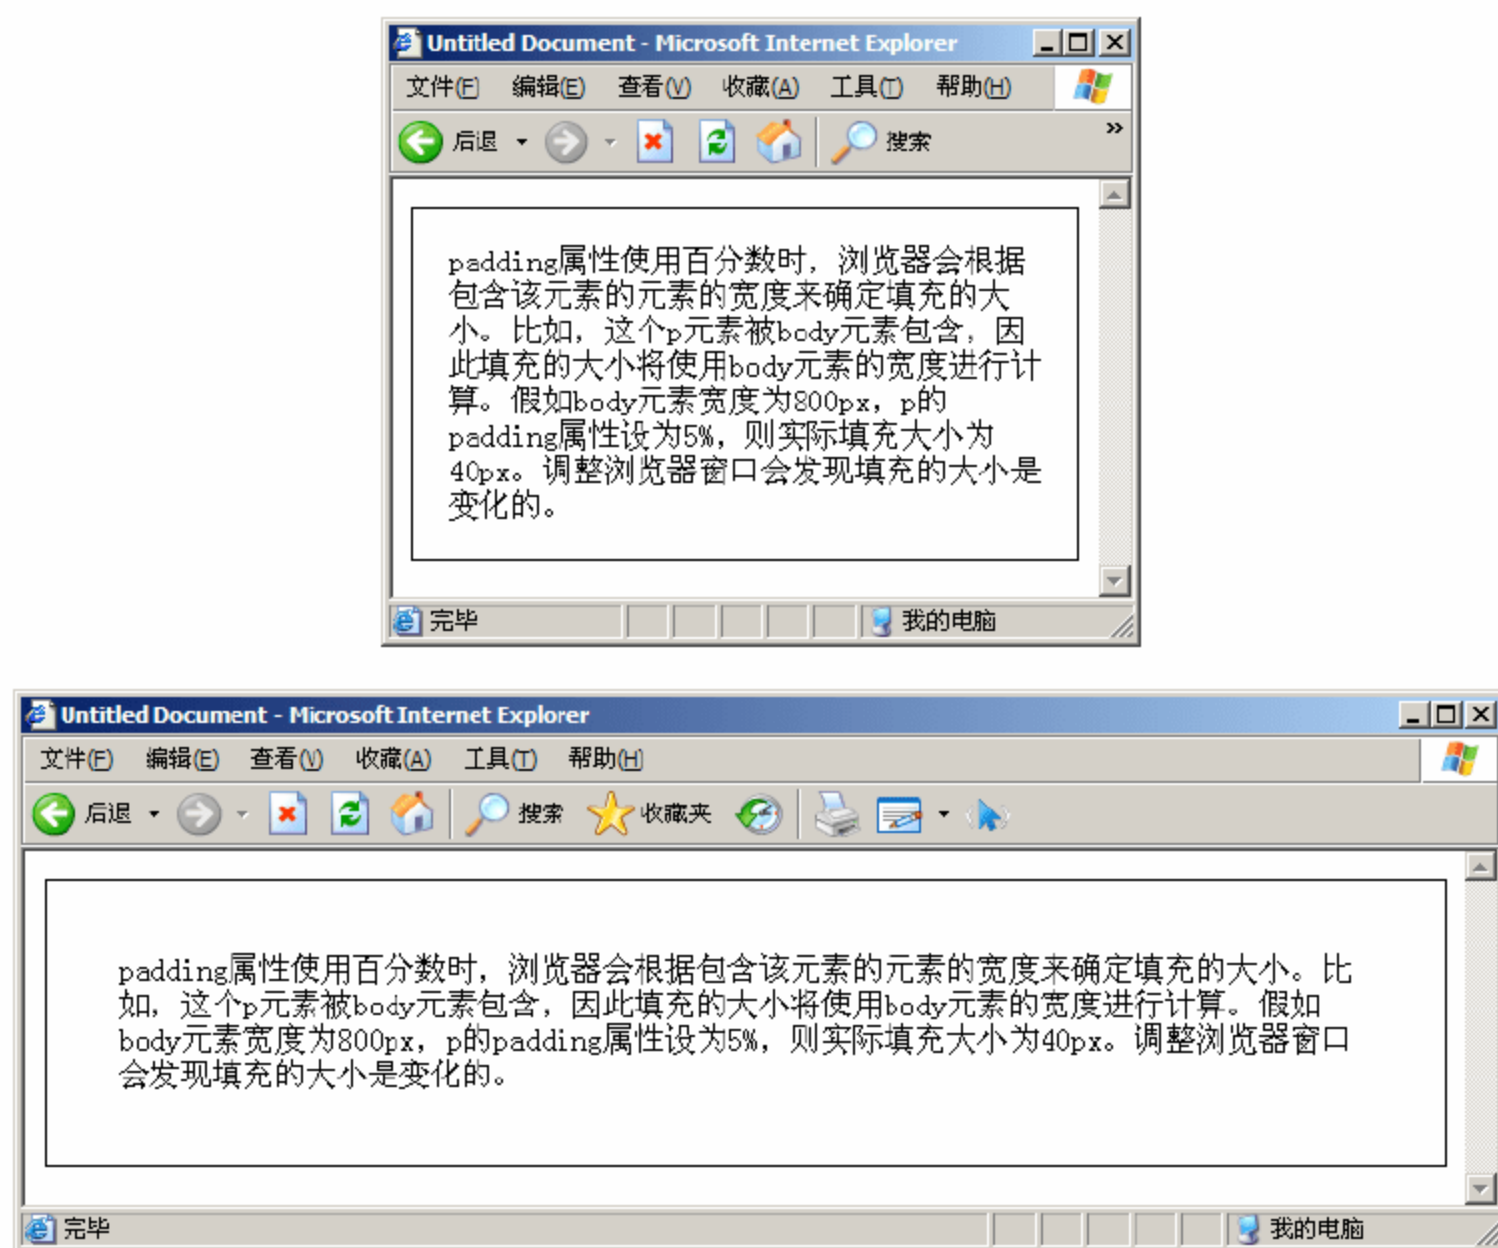 Untitled Document - Microsoft Internet Explorer
文件(F) 编辑(E) 查看(V) 收藏(A) 工具(T) 帮助(H)
后退 搜索 »
padding属性使用百分数时，浏览器会根据
包含该元素的元素的宽度来确定填充的大
小。比如，这个p元素被body元素包含，因
此填充的大小将使用body元素的宽度进行计
算。假如body元素宽度为800px，p的
padding属性设为5%，则实际填充大小为
40px。调整浏览器窗口会发现填充的大小是
变化的。
完毕 我的电脑
Untitled Document - Microsoft Internet Explorer
文件(F) 编辑(E) 查看(V) 收藏(A) 工具(T) 帮助(H)
后退 搜索 收藏夹
padding属性使用百分数时，浏览器会根据包含该元素的元素的宽度来确定填充的大小。比
如，这个p元素被body元素包含，因此填充的大小将使用body元素的宽度进行计算。假如
body元素宽度为800px，p的padding属性设为5%，则实际填充大小为40px。调整浏览器窗口
会发现填充的大小是变化的。
完毕 我的电脑